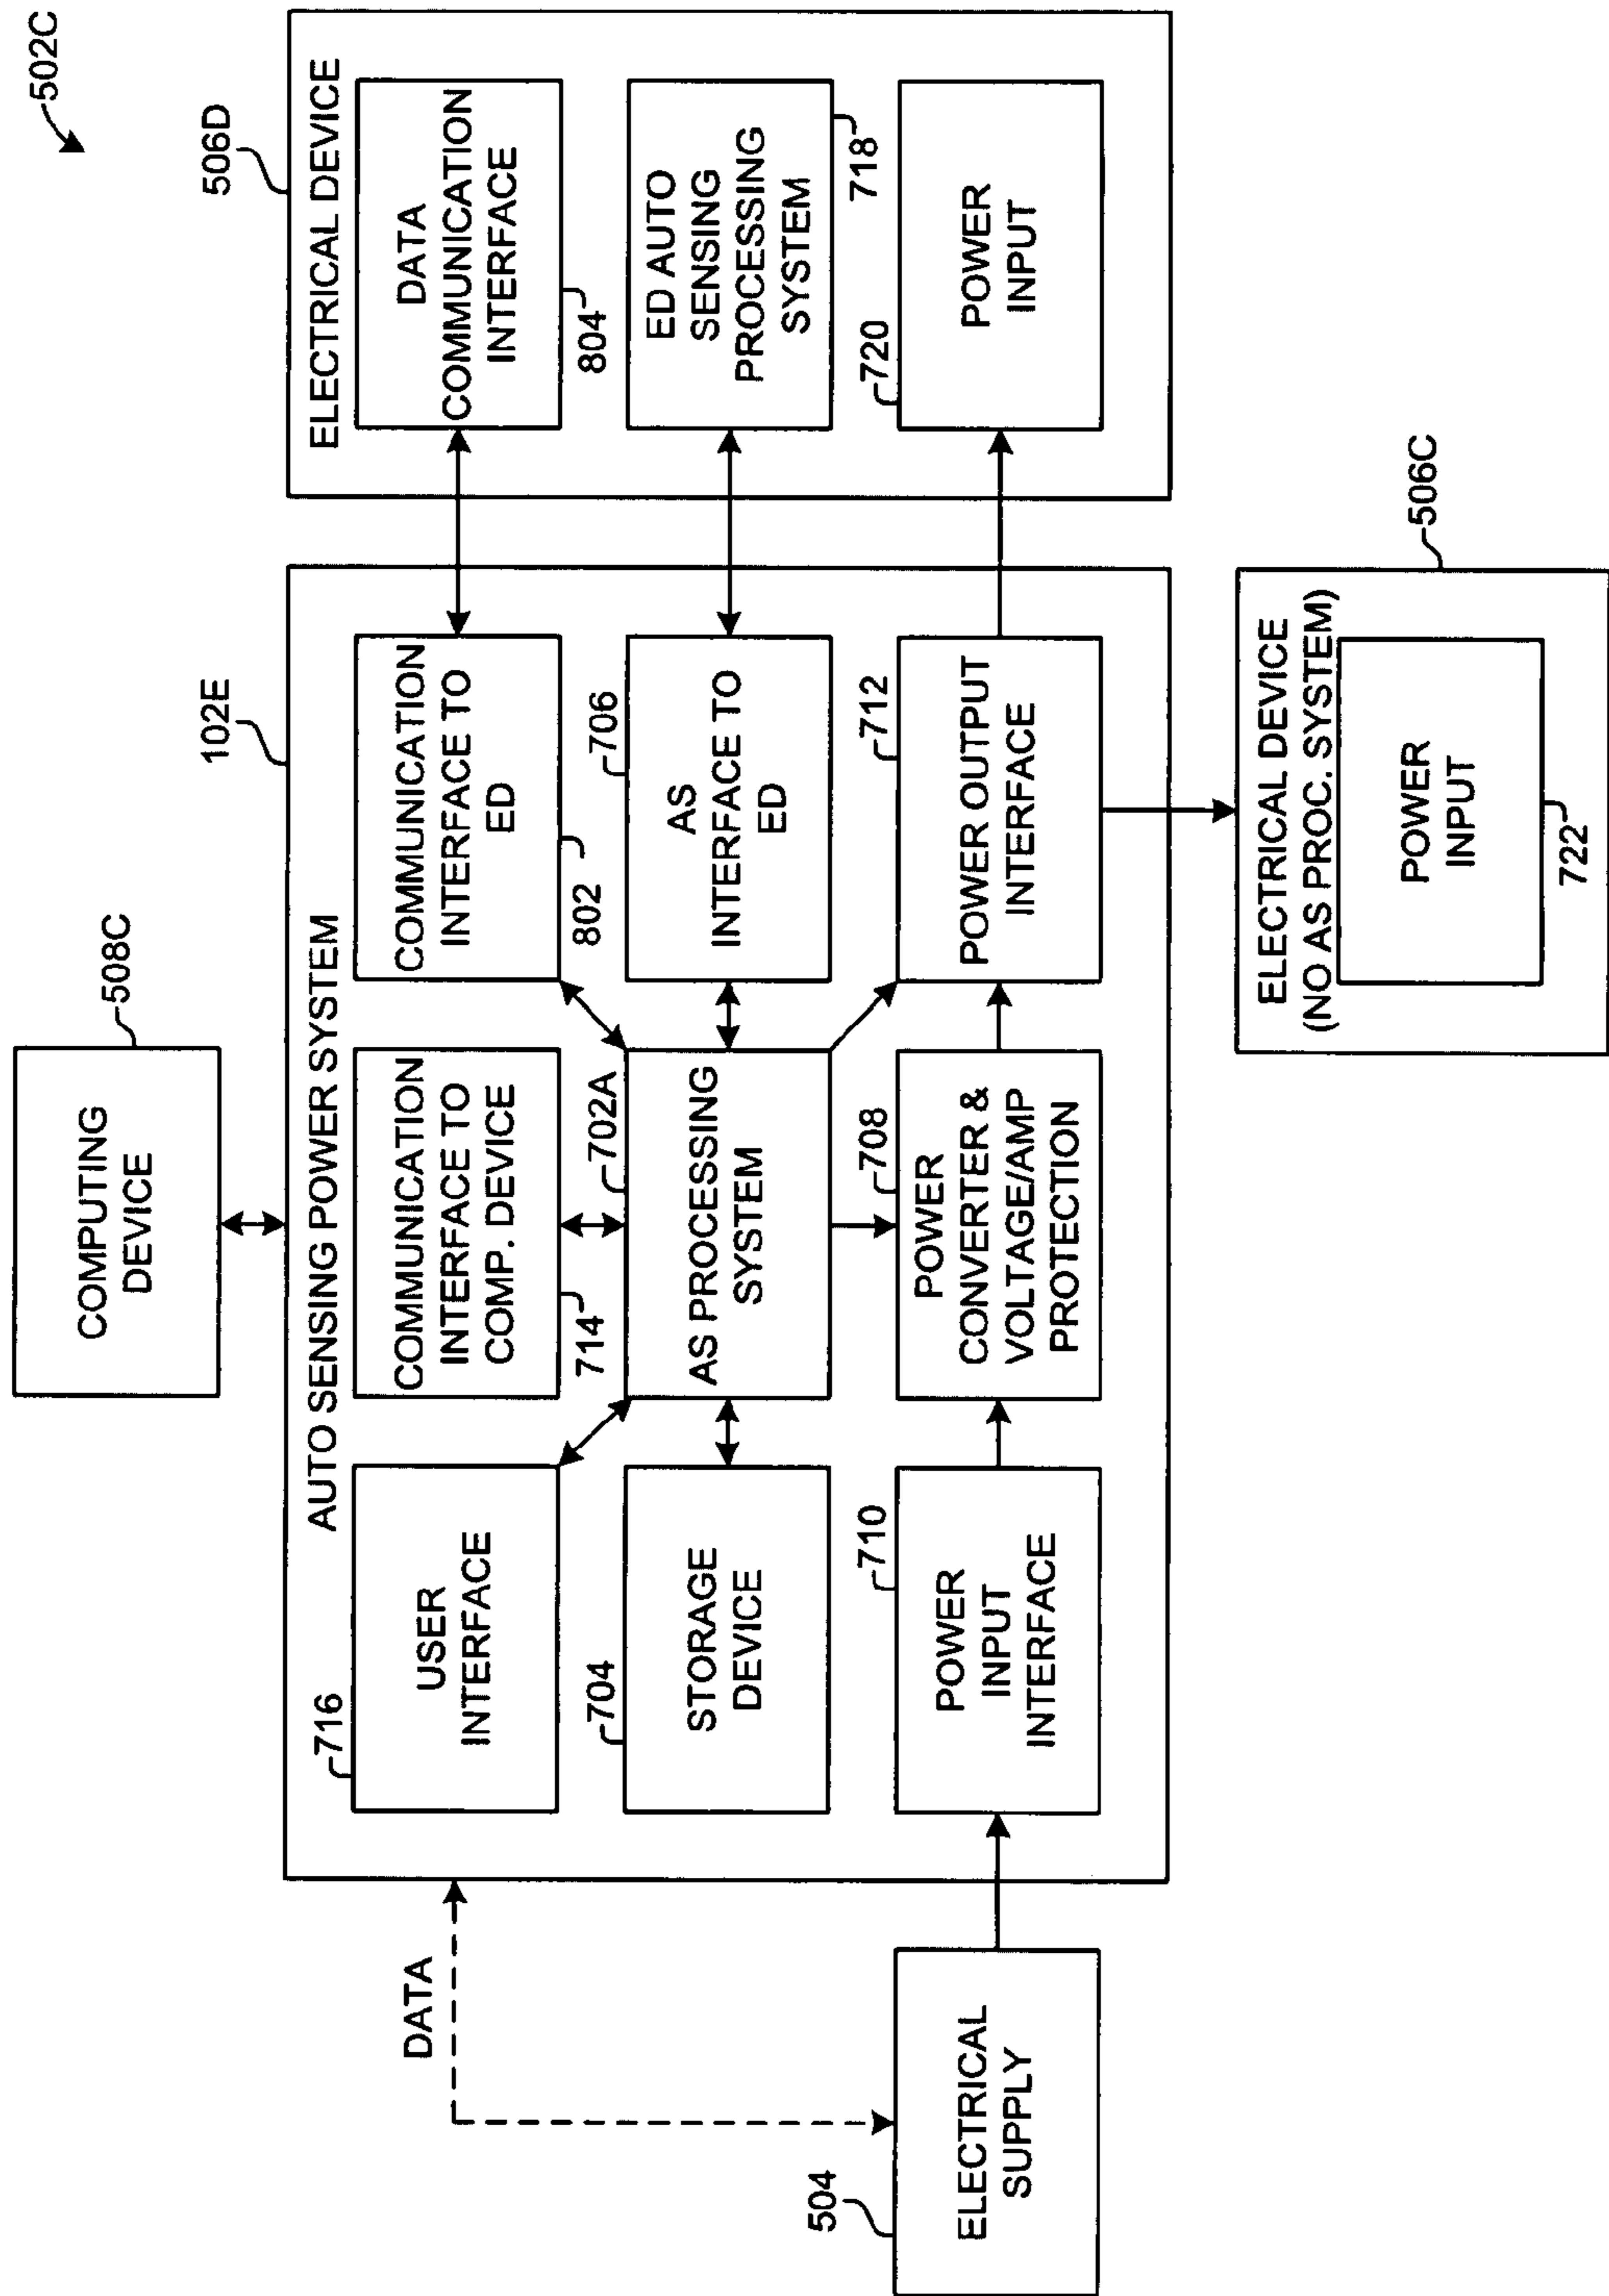 502C
COMPUTING
DEVICE
508C
AUTO SENSING POWER SYSTEM
102E
ELECTRICAL DEVICE
506D
DATA
716
USER
INTERFACE
COMMUNICATION
INTERFACE TO
COMP. DEVICE
714
COMMUNICATION
INTERFACE TO
ED
802
DATA
COMMUNICATION
INTERFACE
804
704
STORAGE
DEVICE
702A
AS PROCESSING
SYSTEM
706
AS
INTERFACE TO
ED
ED AUTO
SENSING
PROCESSING
SYSTEM
718
504
ELECTRICAL
SUPPLY
710
POWER
INPUT
INTERFACE
708
POWER
CONVERTER &
VOLTAGE/AMP
PROTECTION
712
POWER OUTPUT
INTERFACE
720
POWER
INPUT
ELECTRICAL DEVICE
(NO AS PROC. SYSTEM)
506C
POWER
INPUT
722